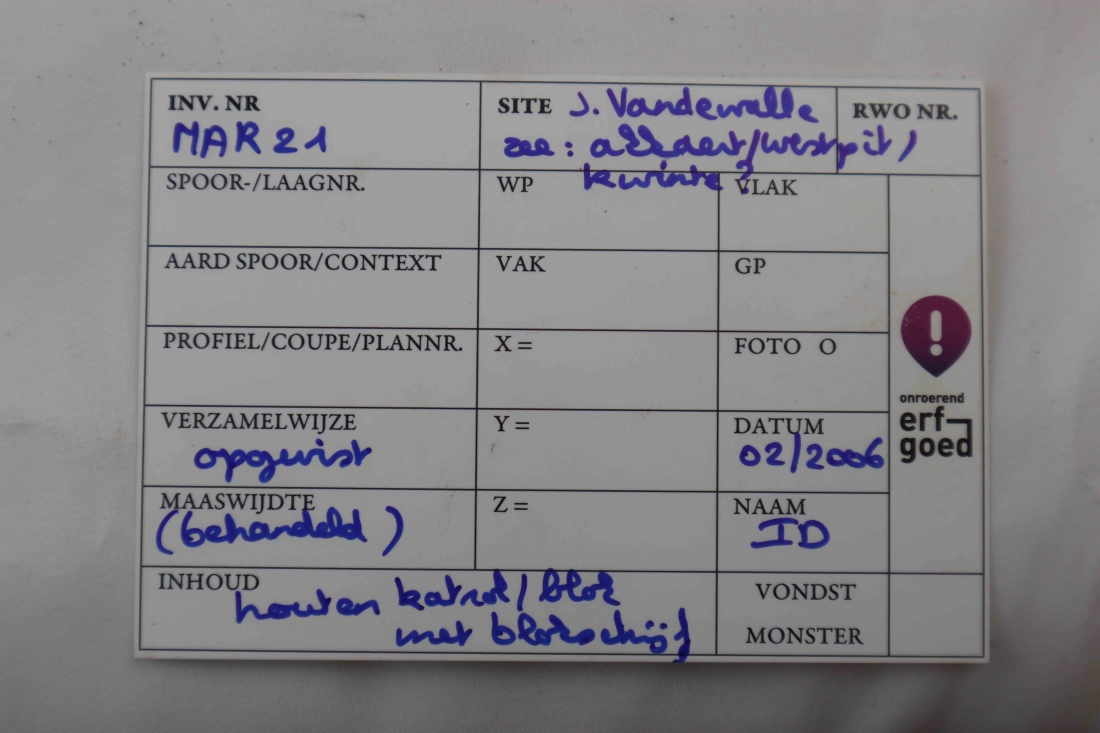 INV. NR
MAR 21
SITE J. Vandewalle
zee: akkaert/westpit/
kwinte?
RWO NR.
SPOOR-/LAAGNR.
WP
VLAK
AARD SPOOR/CONTEXT
VAK
GP
PROFIEL/COUPE/PLANNR.
X =
FOTO O
VERZAMELWIJZE
opgevist
Y =
DATUM
02/2006
MAASWIJDTE
(behandeld)
Z =
NAAM
ID
INHOUD
houten katrol/blok
met blokschijf
VONDST
MONSTER
onroerend
erf
goed